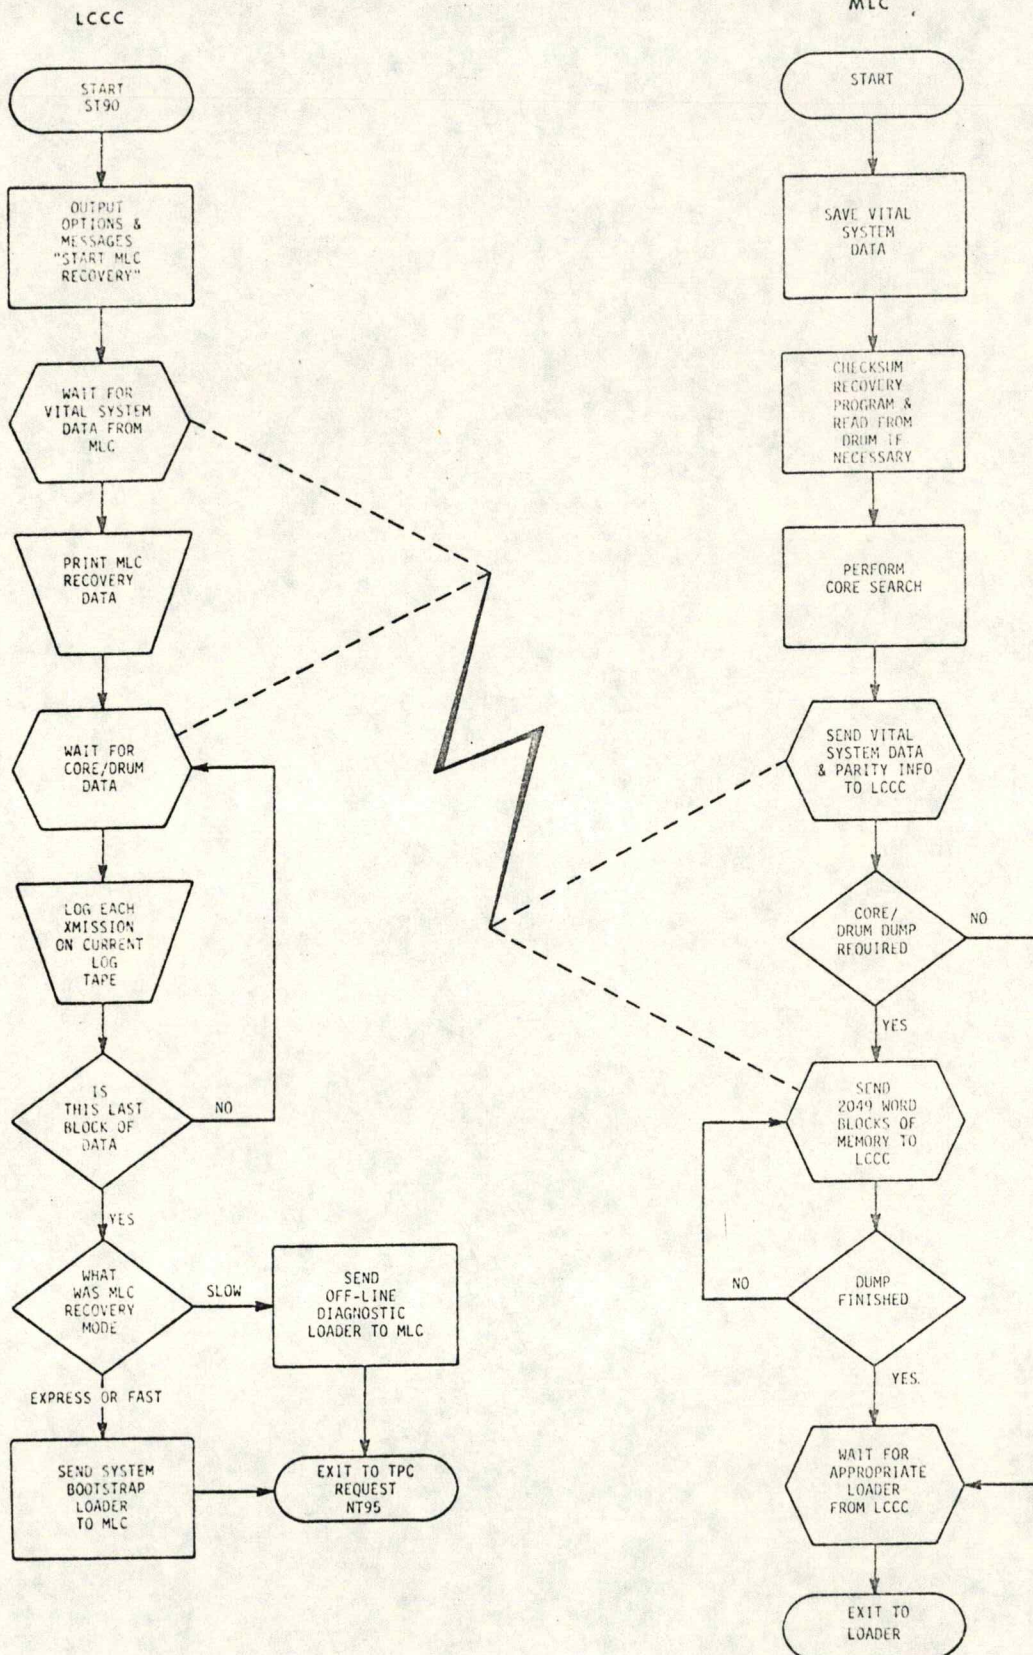 LCCC
START
ST90
OUTPUT
OPTIONS &
MESSAGES
"START MLC
RECOVERY"
WAIT FOR
VITAL SYSTEM
DATA FROM
MLC
PRINT MLC
RECOVERY
DATA
WAIT FOR
CORE/DRUM
DATA
LOG EACH
XMISSION
ON CURRENT
LOG
TAPE
IS
THIS LAST
BLOCK OF
DATA
NO
YES
WHAT
WAS MLC
RECOVERY
MODE
SLOW
SEND
OFF-LINE
DIAGNOSTIC
LOADER TO MLC
EXPRESS OR FAST
SEND SYSTEM
BOOTSTRAP
LOADER
TO MLC
EXIT TO TPC
REQUEST
NT95
MLC
START
SAVE VITAL
SYSTEM
DATA
CHECKSUM
RECOVERY
PROGRAM &
READ FROM
DRUM IF
NECESSARY
PERFORM
CORE SEARCH
SEND VITAL
SYSTEM DATA
& PARITY INFO
TO LCCC
CORE/
DRUM DUMP
REQUIRED
NO
YES
SEND
2049 WORD
BLOCKS OF
MEMORY TO
LCCC
DUMP
FINISHED
NO
YES.
WAIT FOR
APPROPRIATE
LOADER
FROM LCCC
EXIT TO
LOADER